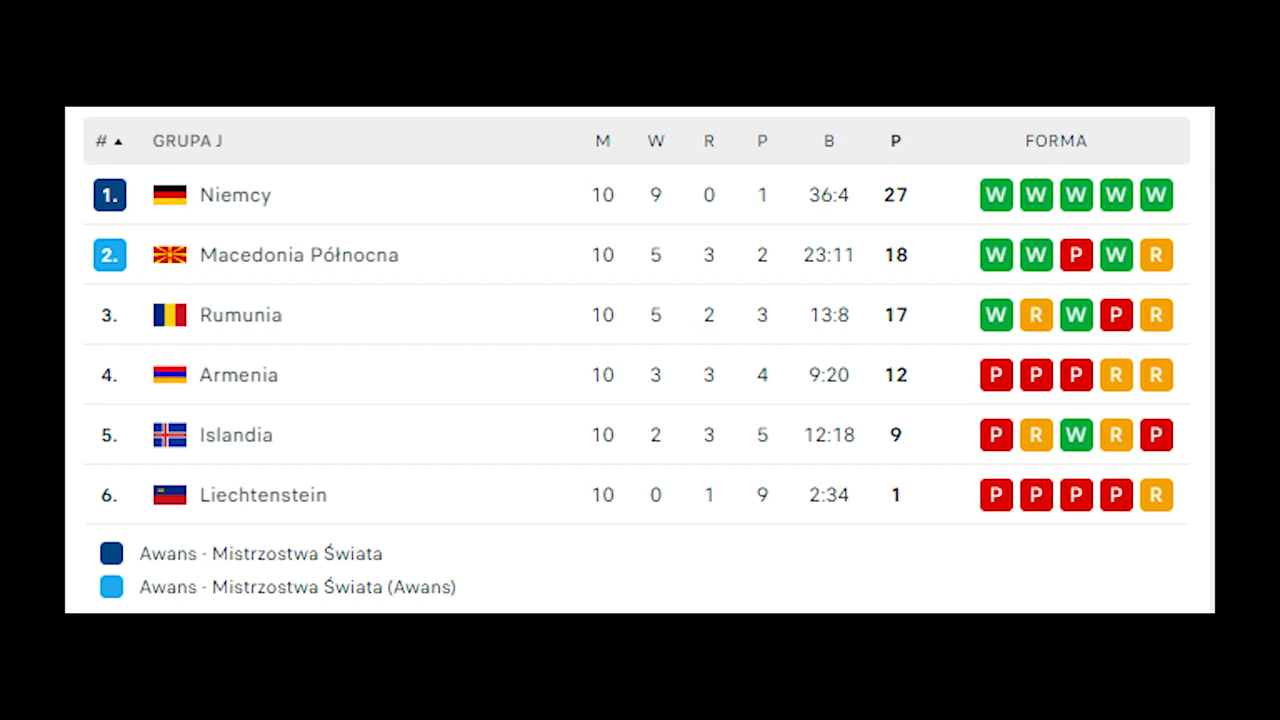 # ▲ GRUPA J M W R P B P FORMA
1. Niemcy 10 9 0 1 36:4 27 W W W W W
2. Macedonia Północna 10 5 3 2 23:11 18 W W P W R
3. Rumunia 10 5 2 3 13:8 17 W R W P R
4. Armenia 10 3 3 4 9:20 12 P P P R R
5. Islandia 10 2 3 5 12:18 9 P R W R P
6. Liechtenstein 10 0 1 9 2:34 1 P P P P R
Awans - Mistrzostwa Świata
Awans - Mistrzostwa Świata (Awans)